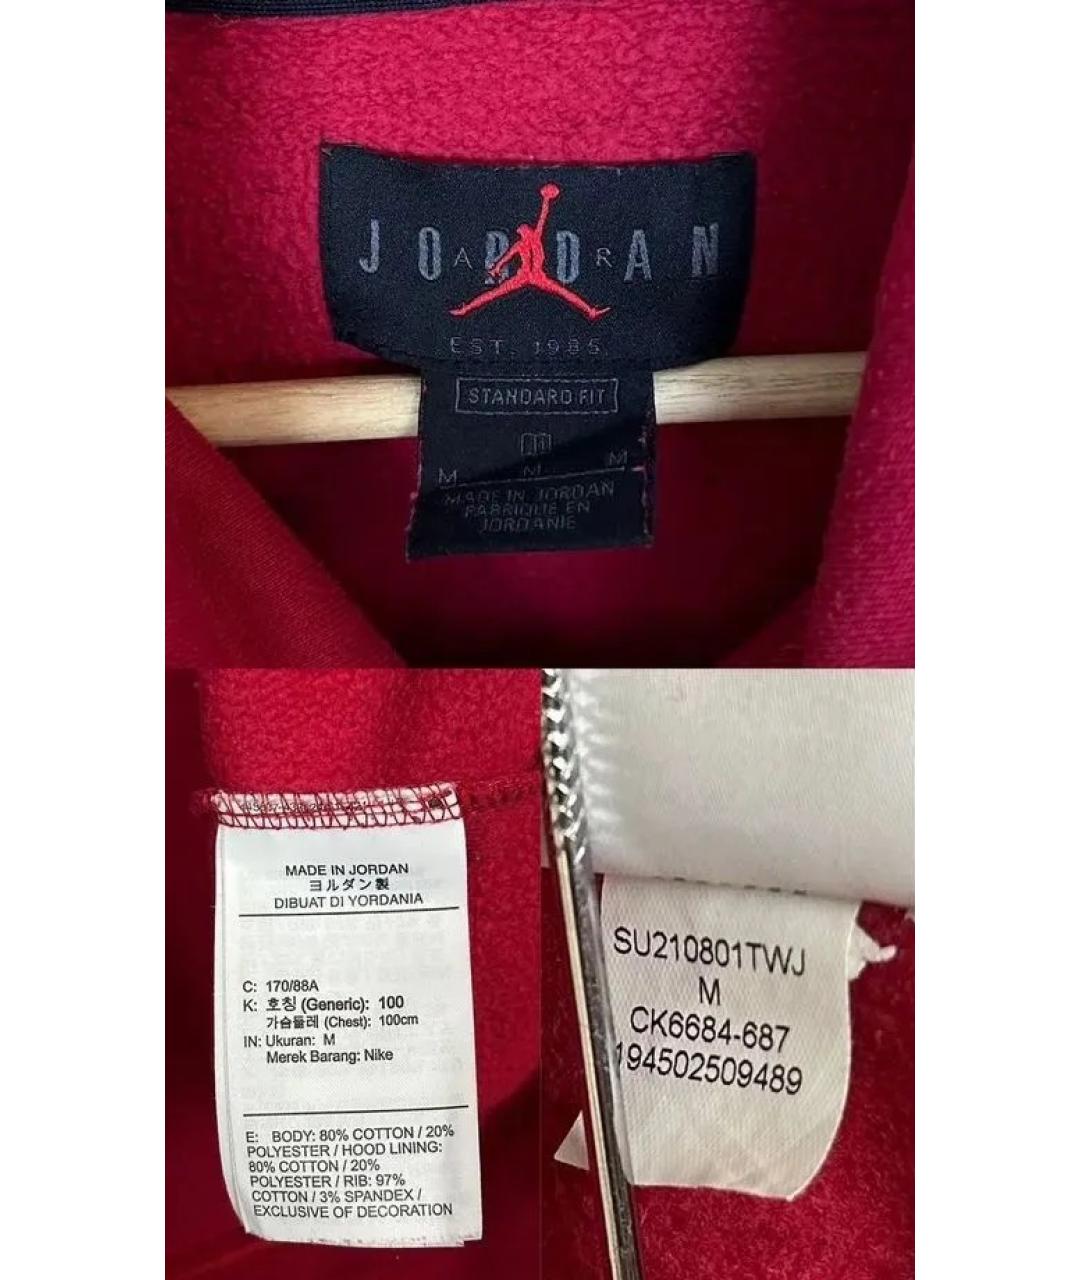 JORDAN
AIR
EST. 1985
STANDARD FIT
M M M
MADE IN JORDAN
FABRIQUE EN
JORDANIE
MADE IN JORDAN
ヨルダン製
DIBUAT DI YORDANIA
C: 170/88A
K: 호칭 (Generic): 100
가슴둘레 (Chest): 100cm
IN: Ukuran: M
Merek Barang: Nike
E: BODY: 80% COTTON / 20%
POLYESTER / HOOD LINING:
80% COTTON / 20%
POLYESTER / RIB: 97%
COTTON / 3% SPANDEX /
EXCLUSIVE OF DECORATION
SU210801TWJ
M
CK6684-687
194502509489